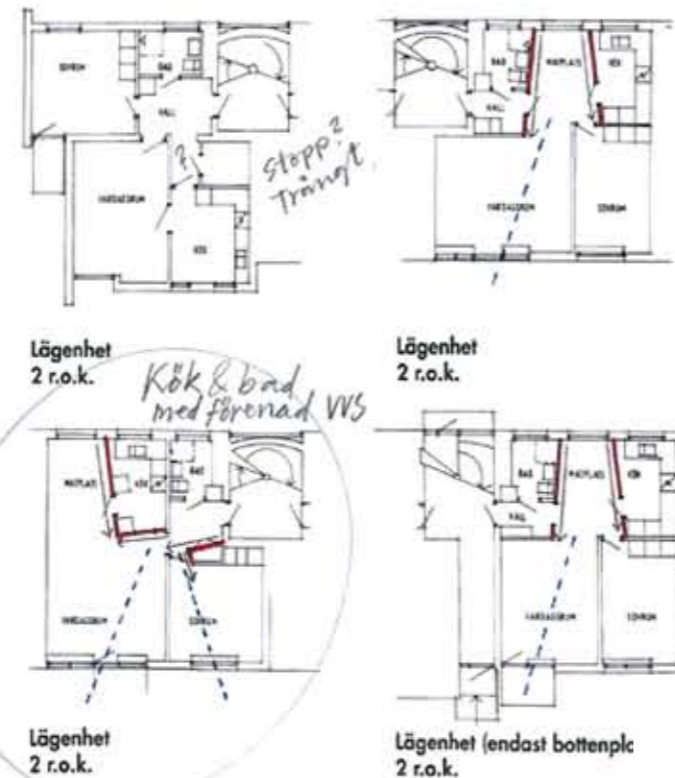 SOVRUM
BAD
HALL
?
Stopp?
Trångt
VARDAGSRUM
KÖK
Lägenhet
2 r.o.k.
BAD
MATPLATS
KÖK
HALL
VARDAGSRUM
SOVRUM
Lägenhet
2 r.o.k.
Kök & bad
med förenad VVS
MATPLATS
KÖK
BAD
VARDAGSRUM
SOVRUM
Lägenhet
2 r.o.k.
BAD
MATPLATS
KÖK
HALL
VARDAGSRUM
SOVRUM
Lägenhet (endast bottenpla
2 r.o.k.